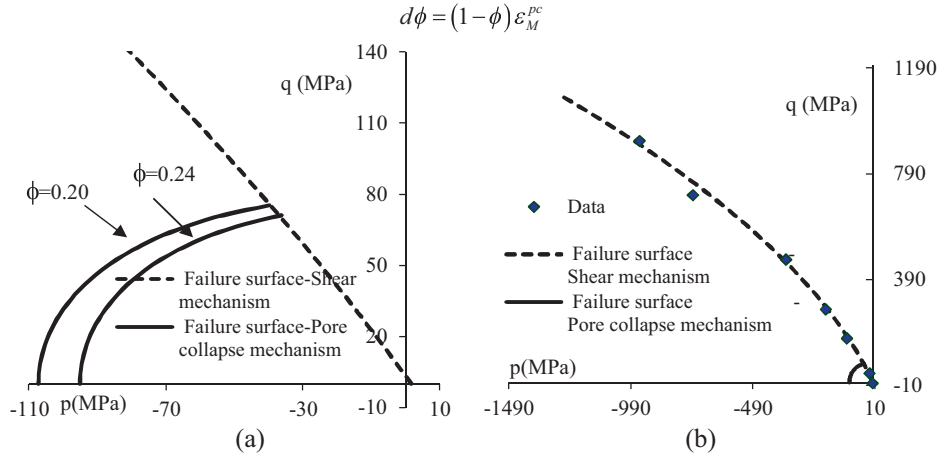 dϕ = (1−ϕ) ε_M^pc
140
q (MPa)
110
80
50
20
-10
ϕ=0.20
ϕ=0.24
Failure surface-Shear
mechanism
Failure surface-Pore
collapse mechanism
-110
p(MPa)
-70
-30
10
(a)
1190
q (MPa)
790
390
-10
Data
Failure surface
Shear mechanism
Failure surface
Pore collapse mechanism
p(MPa)
-1490
-990
-490
10
(b)